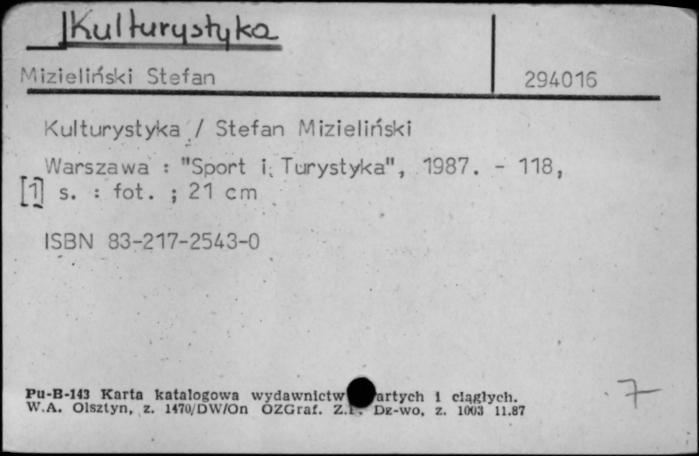 Kulturystyka
Mizieliński Stefan 294016
Kulturystyka / Stefan Mizieliński
Warszawa : "Sport i Turystyka", 1987. - 118,
[1] s. : fot. ; 21 cm
ISBN 83-217-2543-0
Pu-B-143 Karta katalogowa wydawnictw artych i ciągłych.
W.A. Olsztyn, z. 1470/DW/On OZGraf. Z.P. Dz-wo, z. 1003 11.87
7